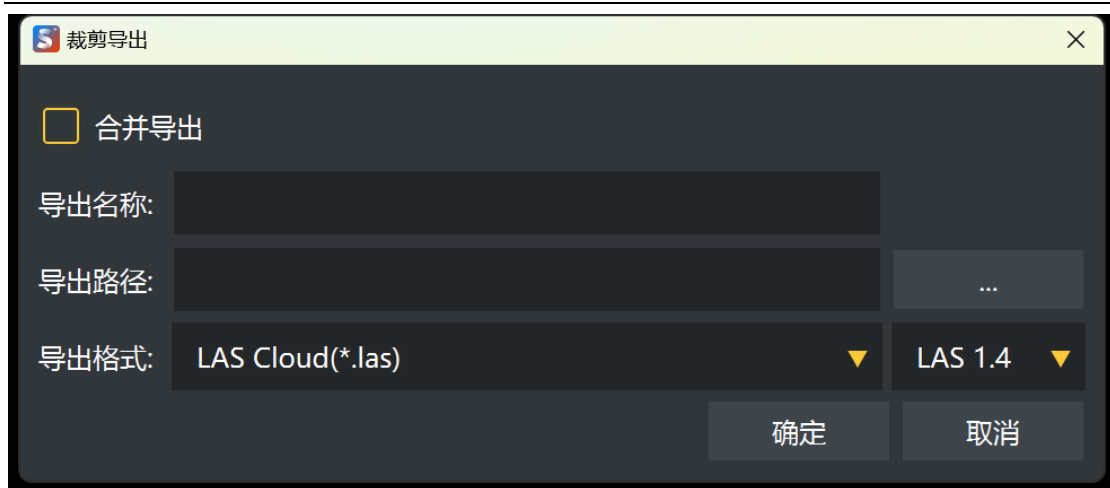 裁剪导出
合并导出
导出名称:
导出路径: ...
导出格式: LAS Cloud(*.las) LAS 1.4
确定 取消